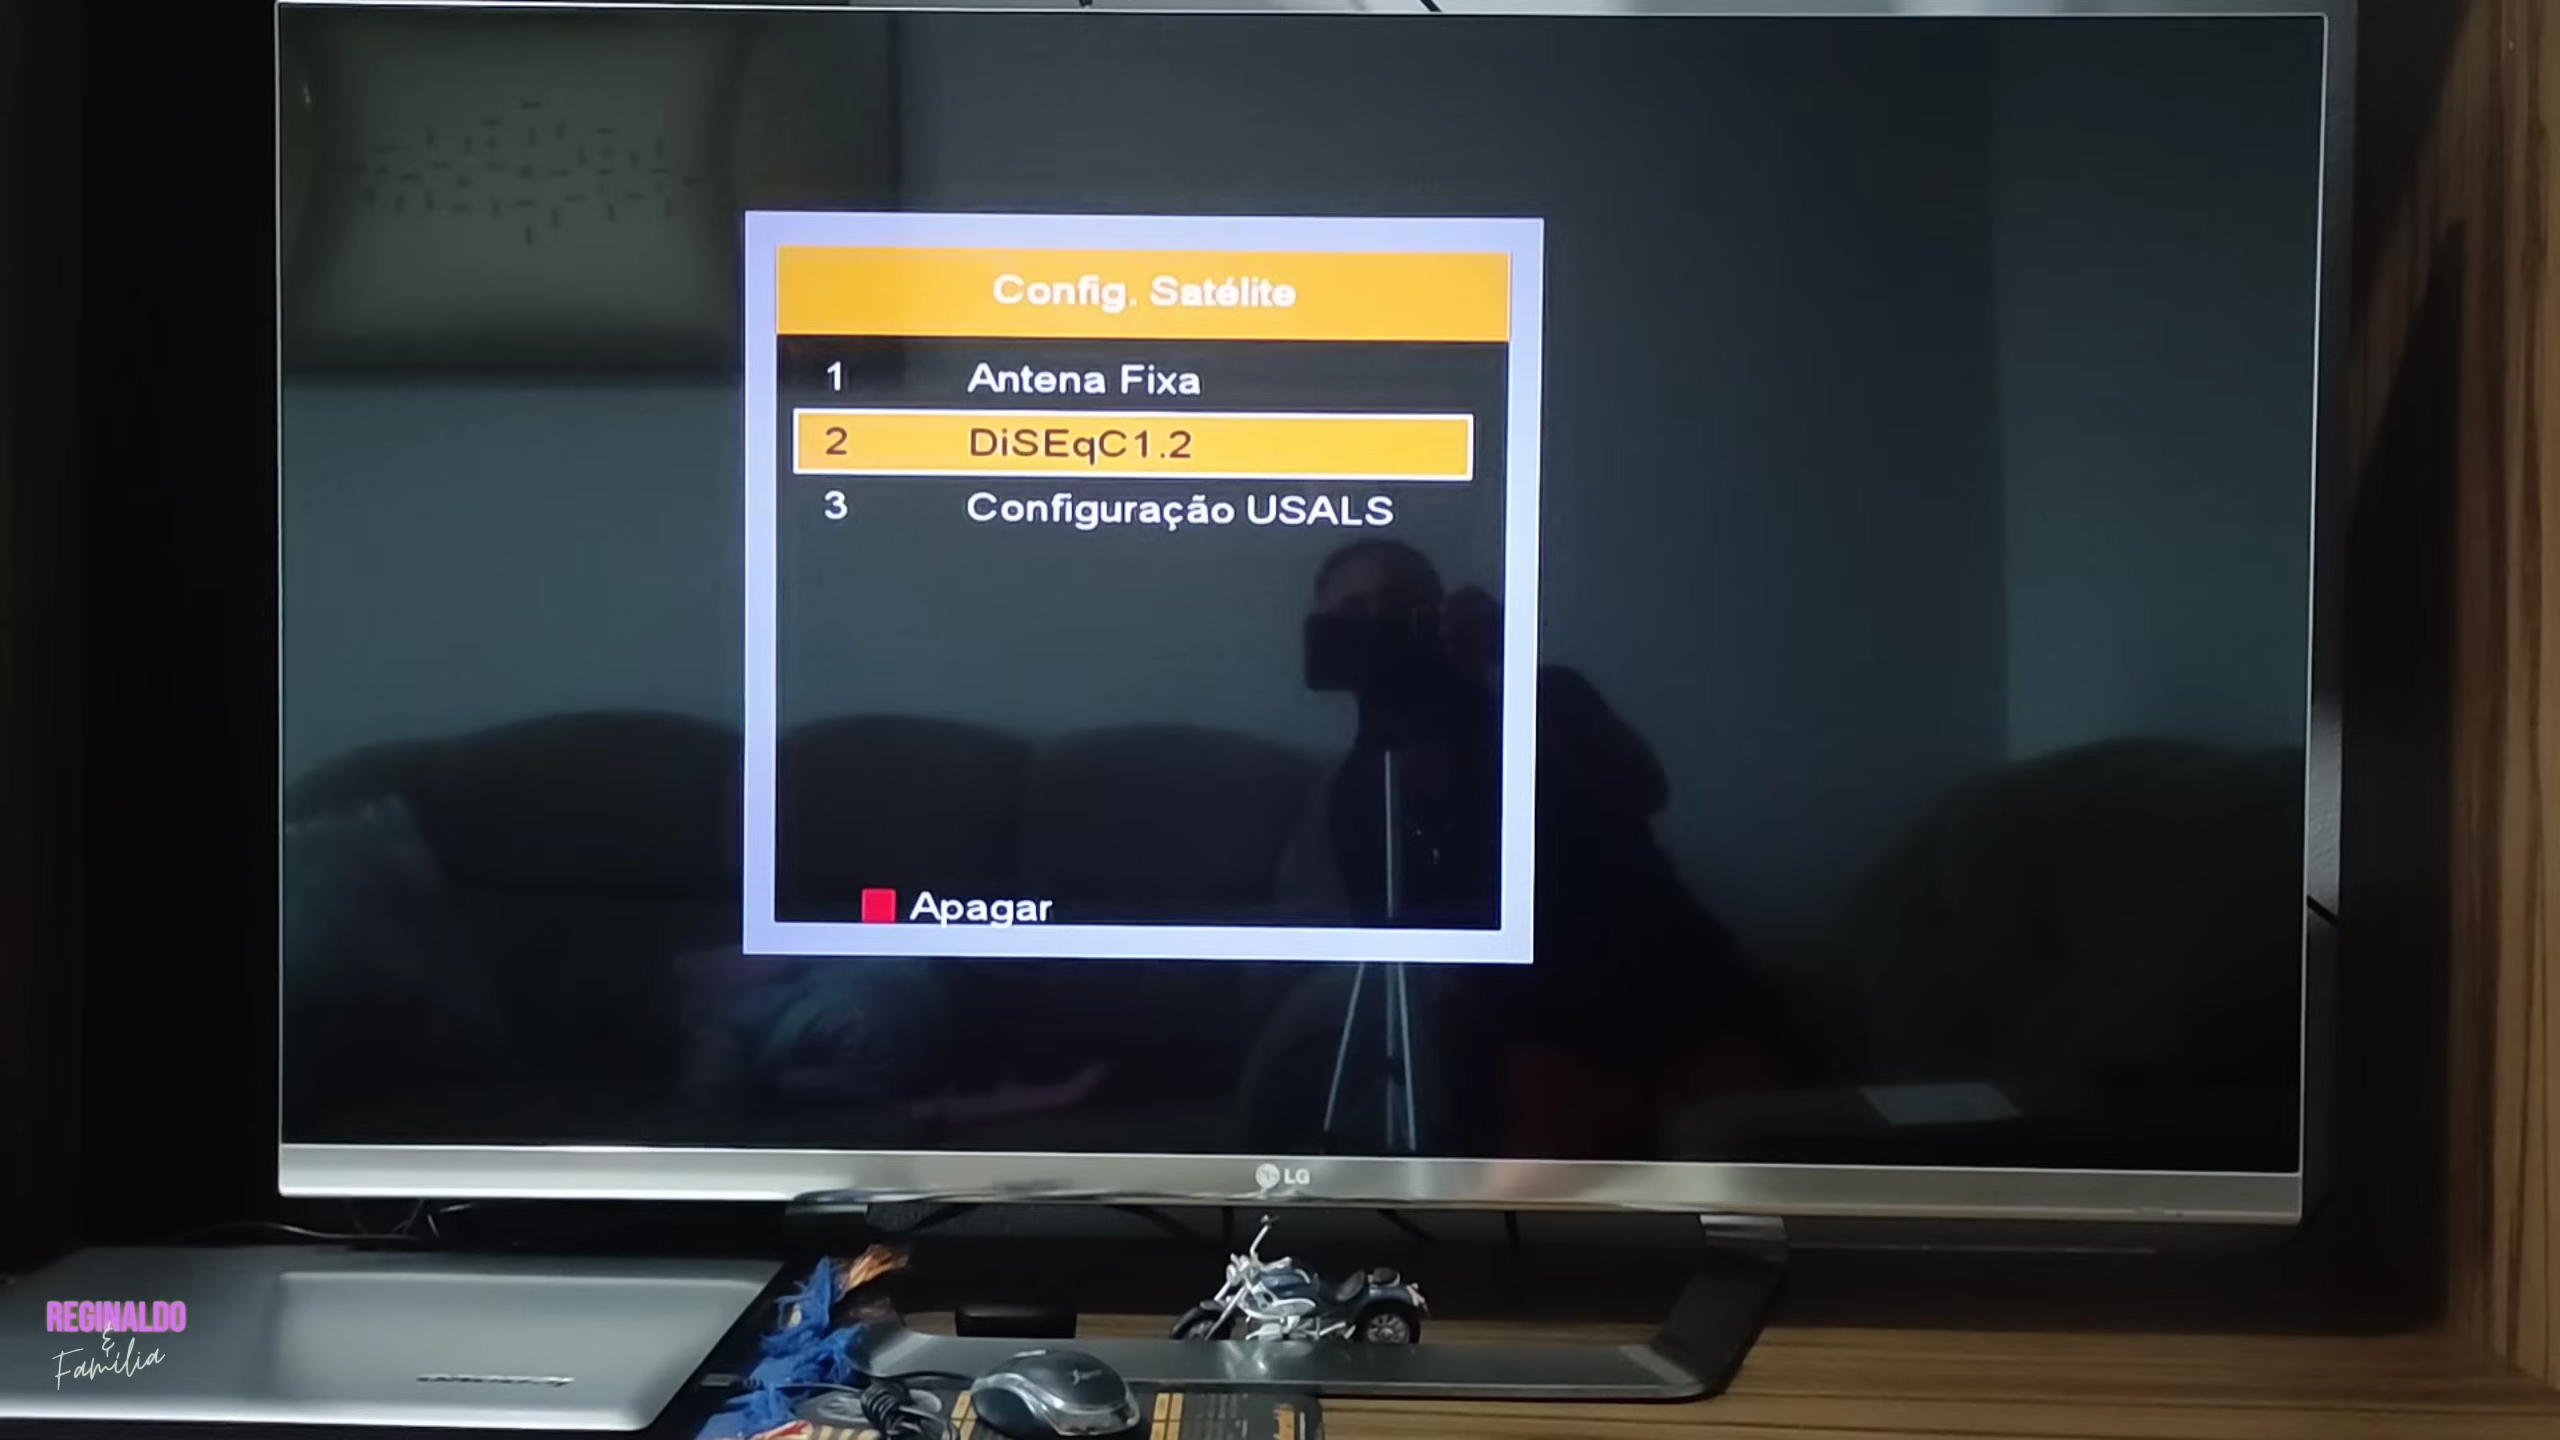 Config. Satélite
1 Antena Fixa
2 DiSEqC1.2
3 Configuração USALS
Apagar
LG
REGINALDO
&
Família